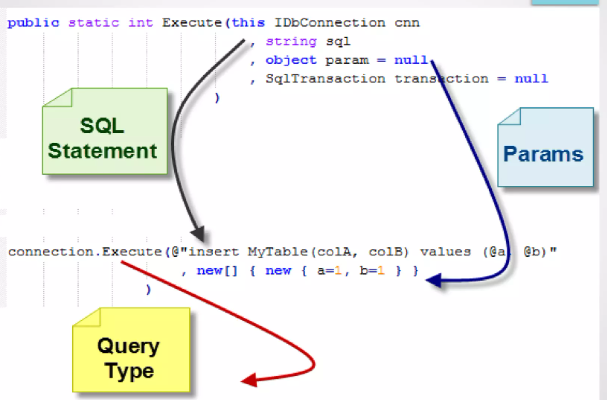 public static int Execute(this IDbConnection cnn
, string sql
, object param = null
, SqlTransaction transaction = null
)
SQL
Statement
Params
connection.Execute(@"insert MyTable(colA, colB) values (@a, @b)"
, new[] { new { a=1, b=1 } }
)
Query
Type